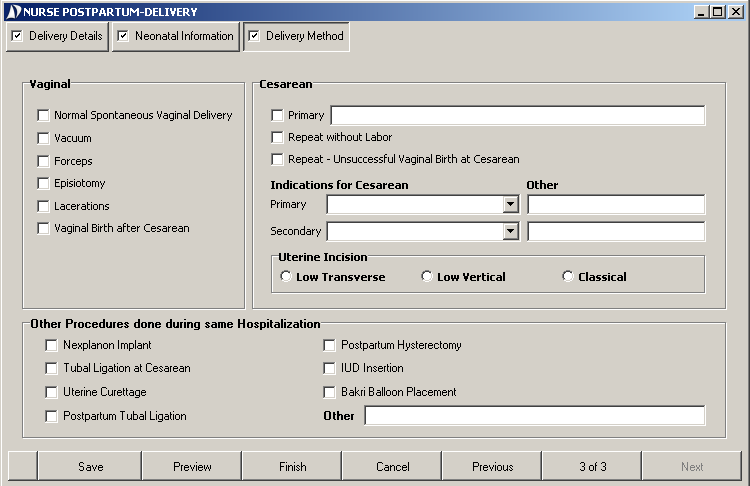 NURSE POSTPARTUM-DELIVERY
Delivery Details Neonatal Information Delivery Method
Vaginal
Normal Spontaneous Vaginal Delivery
Vacuum
Forceps
Episiotomy
Lacerations
Vaginal Birth after Cesarean
Cesarean
Primary
Repeat without Labor
Repeat - Unsuccessful Vaginal Birth at Cesarean
Indications for Cesarean Other
Primary
Secondary
Uterine Incision
Low Transverse Low Vertical Classical
Other Procedures done during same Hospitalization
Nexplanon Implant Postpartum Hysterectomy
Tubal Ligation at Cesarean IUD Insertion
Uterine Curettage Bakri Balloon Placement
Postpartum Tubal Ligation Other
Save Preview Finish Cancel Previous 3 of 3 Next